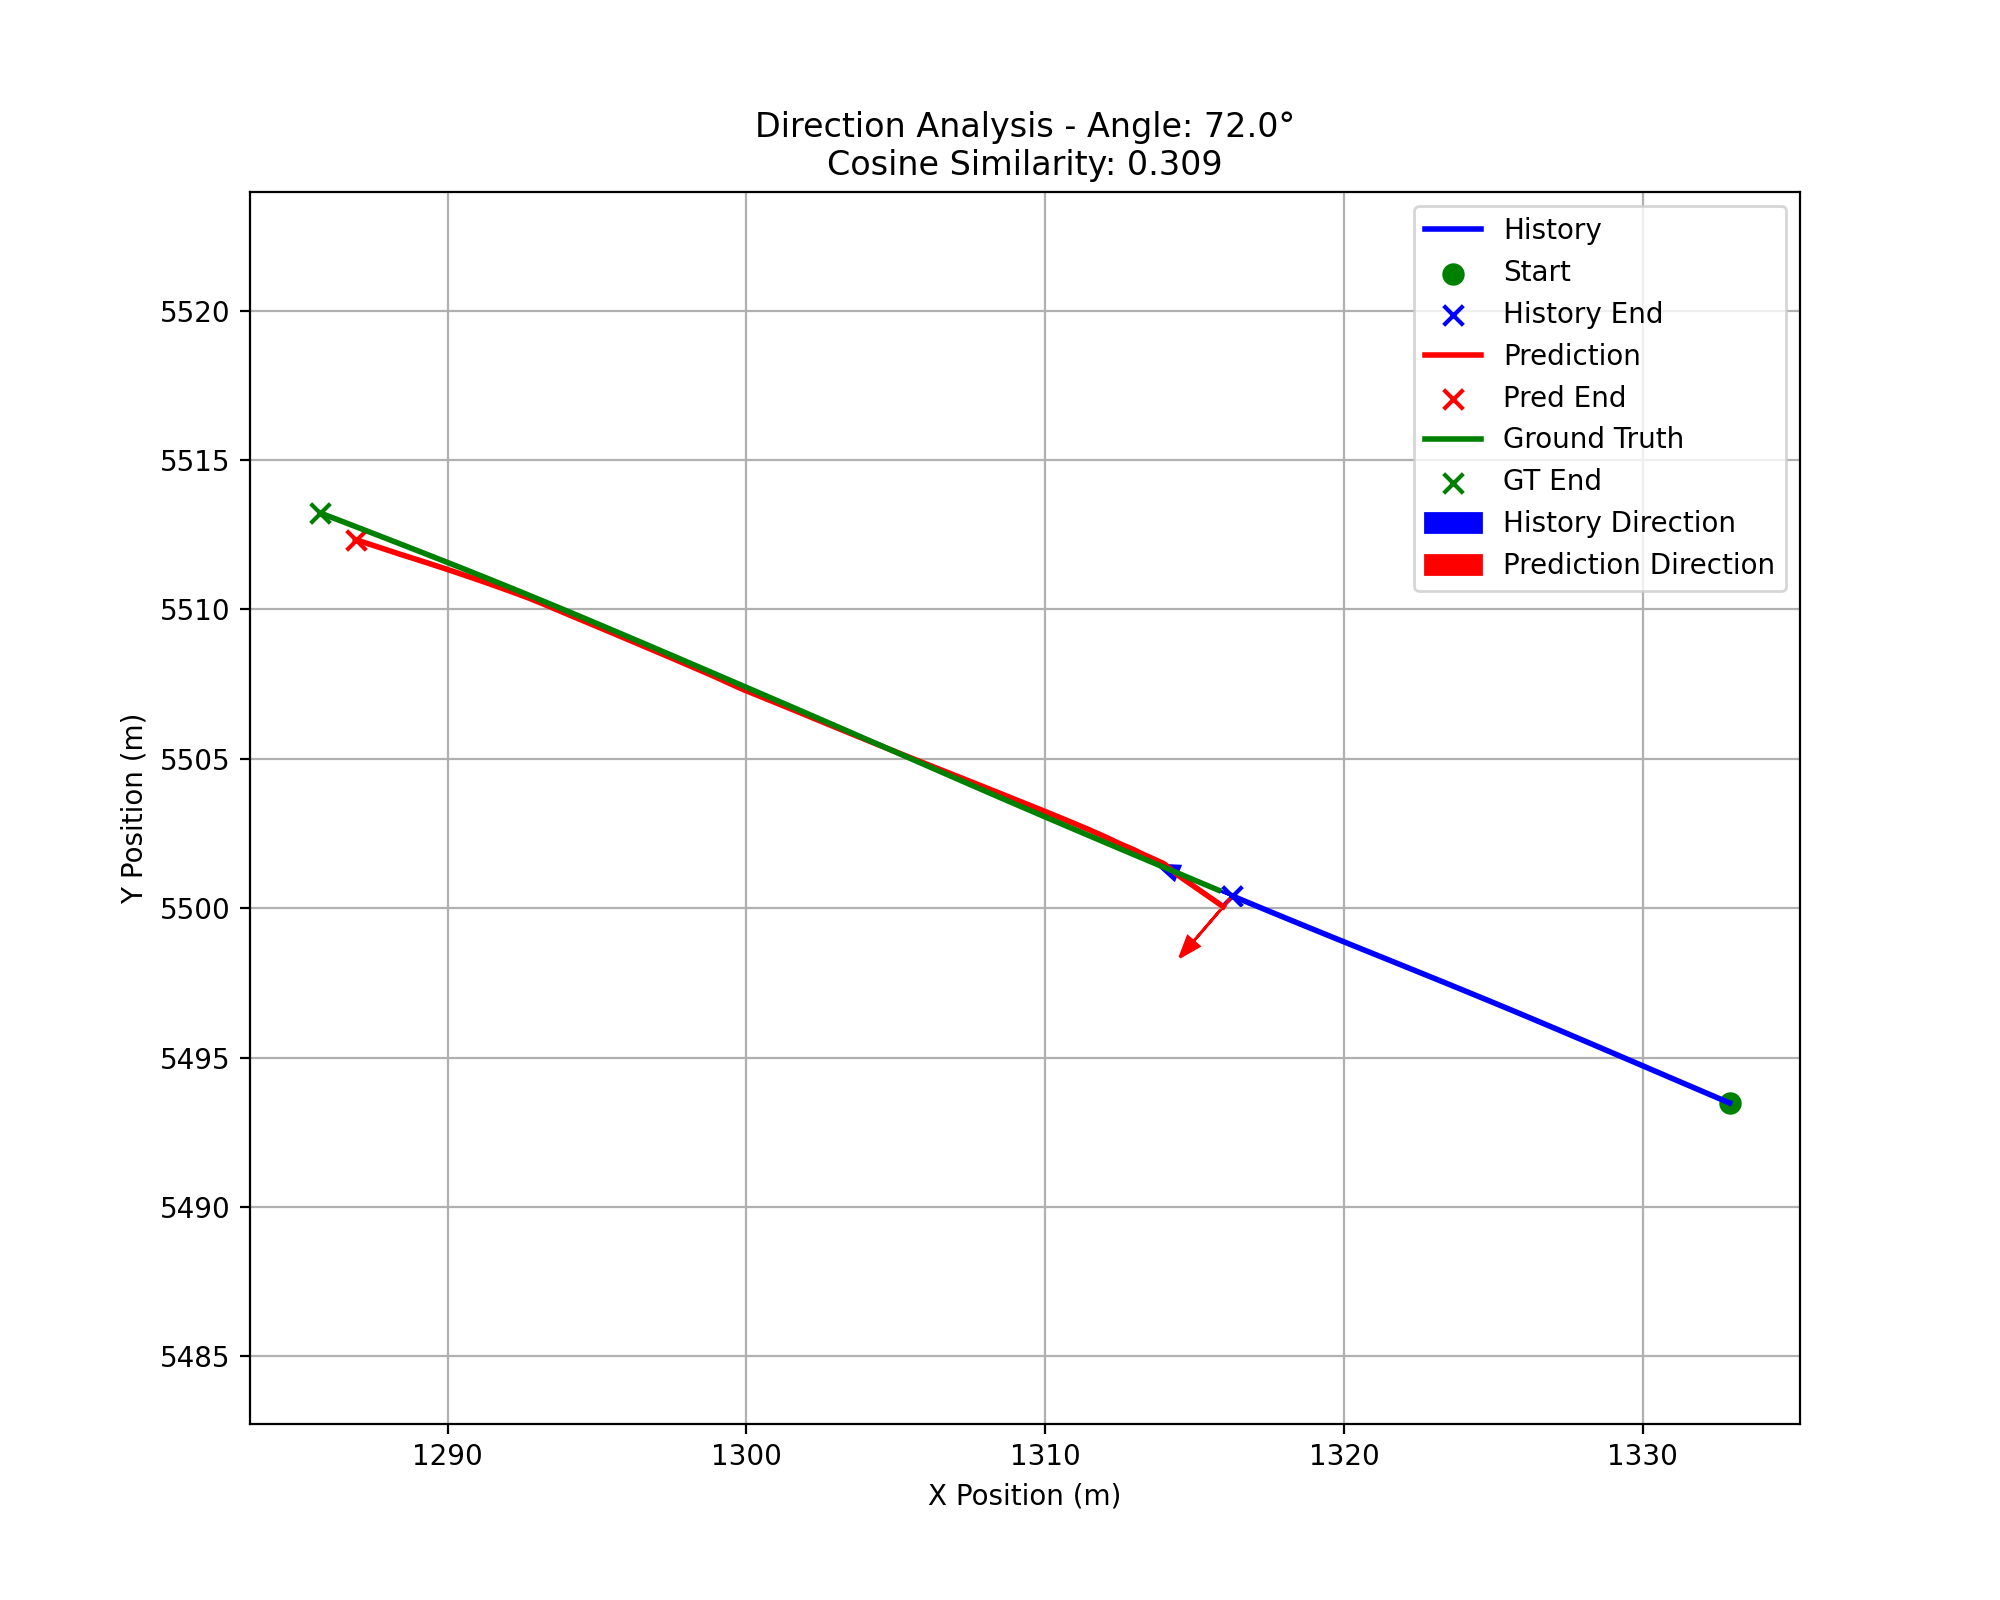 Direction Analysis - Angle: 72.0°
Cosine Similarity: 0.309
History
Start
History End
Prediction
Pred End
Ground Truth
GT End
History Direction
Prediction Direction
Y Position (m)
5520
5515
5510
5505
5500
5495
5490
5485
1290 1300 1310 1320 1330
X Position (m)